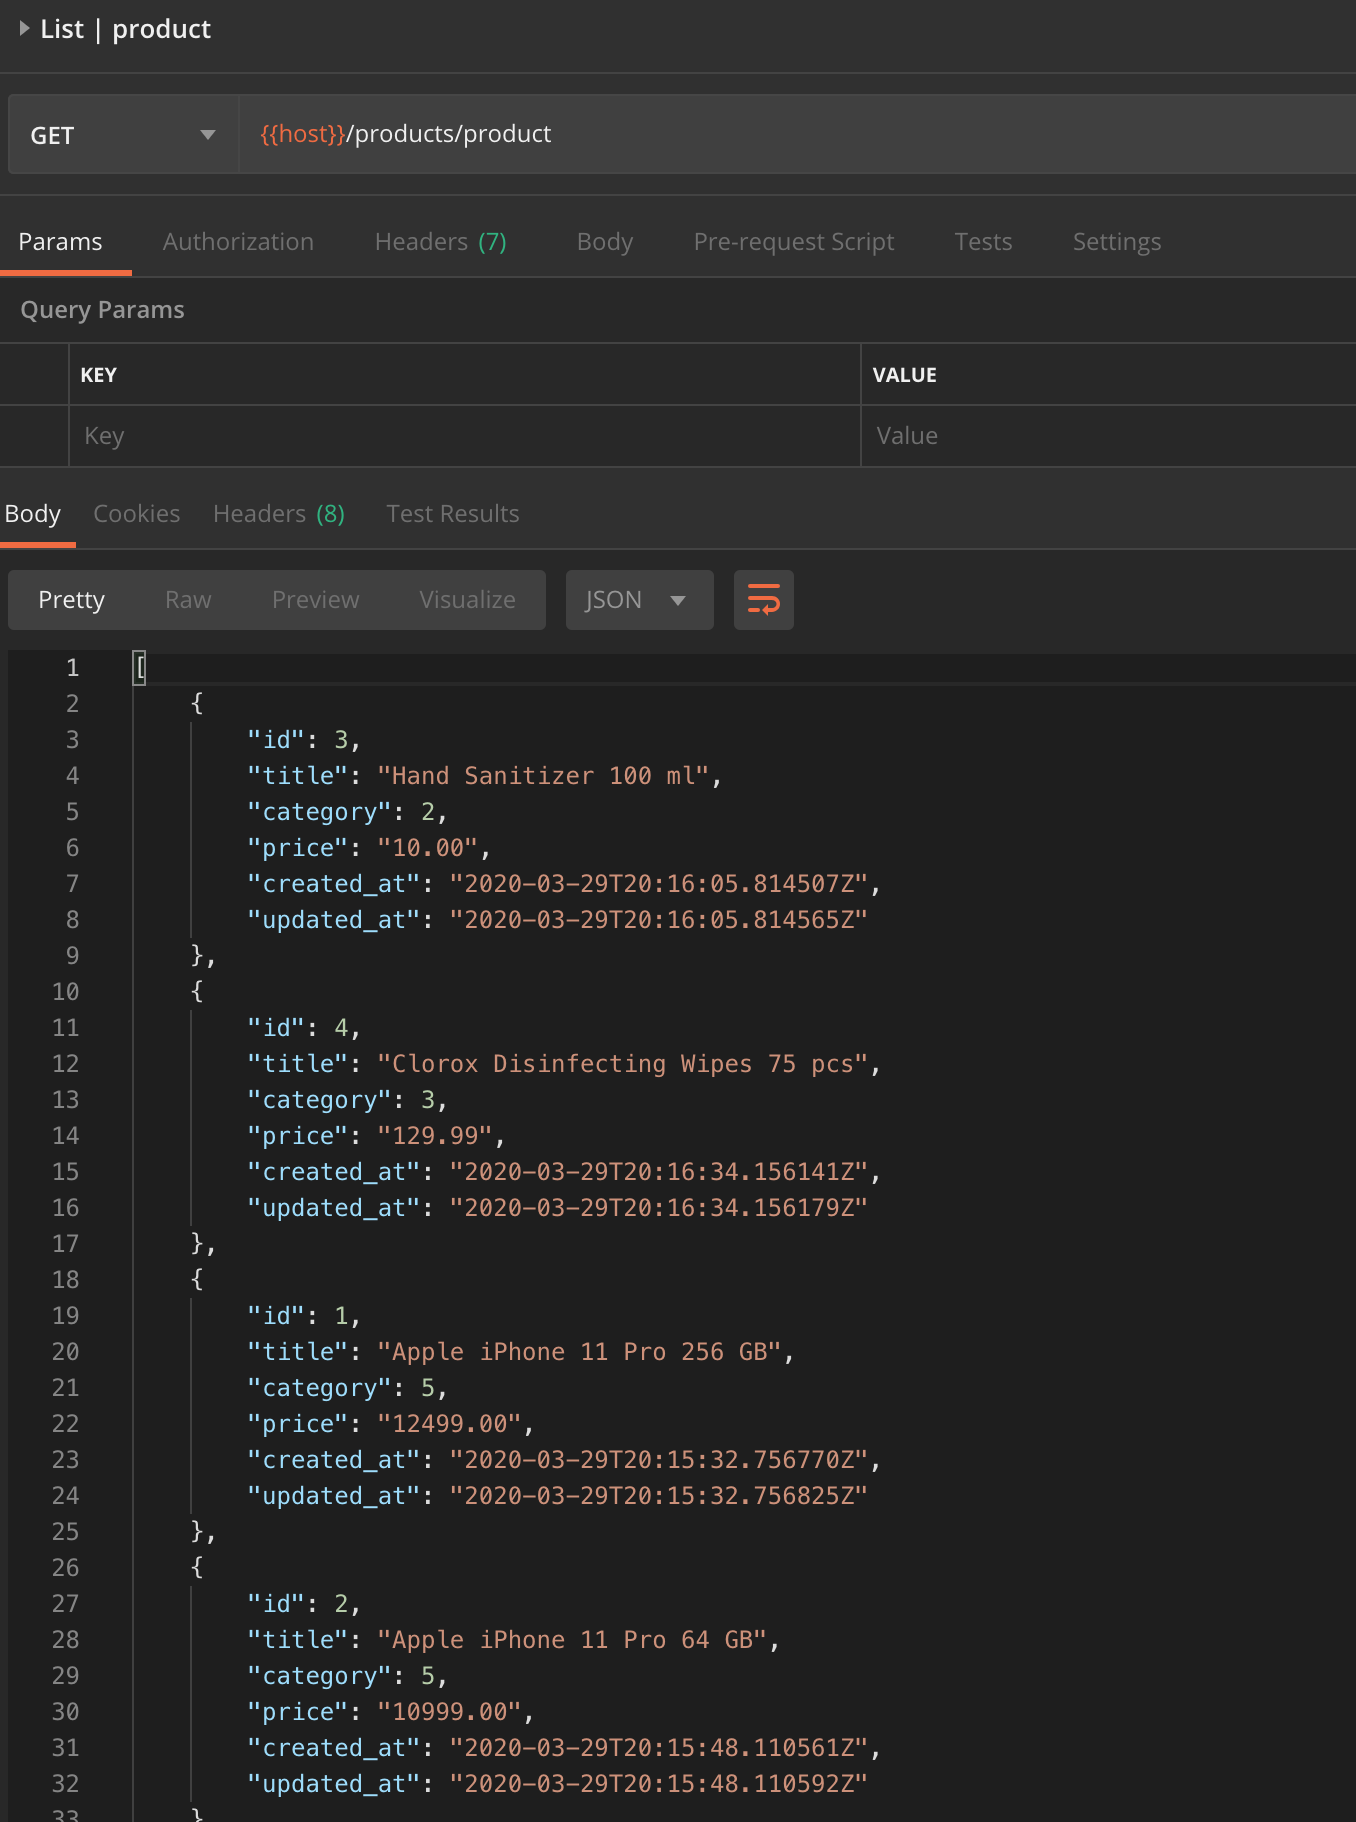 List | product
GET {{host}}/products/product
Params Authorization Headers (7) Body Pre-request Script Tests Settings
Query Params
KEY VALUE
Key Value
Body Cookies Headers (8) Test Results
Pretty Raw Preview Visualize JSON
1 [
2 {
3 "id": 3,
4 "title": "Hand Sanitizer 100 ml",
5 "category": 2,
6 "price": "10.00",
7 "created_at": "2020-03-29T20:16:05.814507Z",
8 "updated_at": "2020-03-29T20:16:05.814565Z"
9 },
10 {
11 "id": 4,
12 "title": "Clorox Disinfecting Wipes 75 pcs",
13 "category": 3,
14 "price": "129.99",
15 "created_at": "2020-03-29T20:16:34.156141Z",
16 "updated_at": "2020-03-29T20:16:34.156179Z"
17 },
18 {
19 "id": 1,
20 "title": "Apple iPhone 11 Pro 256 GB",
21 "category": 5,
22 "price": "12499.00",
23 "created_at": "2020-03-29T20:15:32.756770Z",
24 "updated_at": "2020-03-29T20:15:32.756825Z"
25 },
26 {
27 "id": 2,
28 "title": "Apple iPhone 11 Pro 64 GB",
29 "category": 5,
30 "price": "10999.00",
31 "created_at": "2020-03-29T20:15:48.110561Z",
32 "updated_at": "2020-03-29T20:15:48.110592Z"
33 }